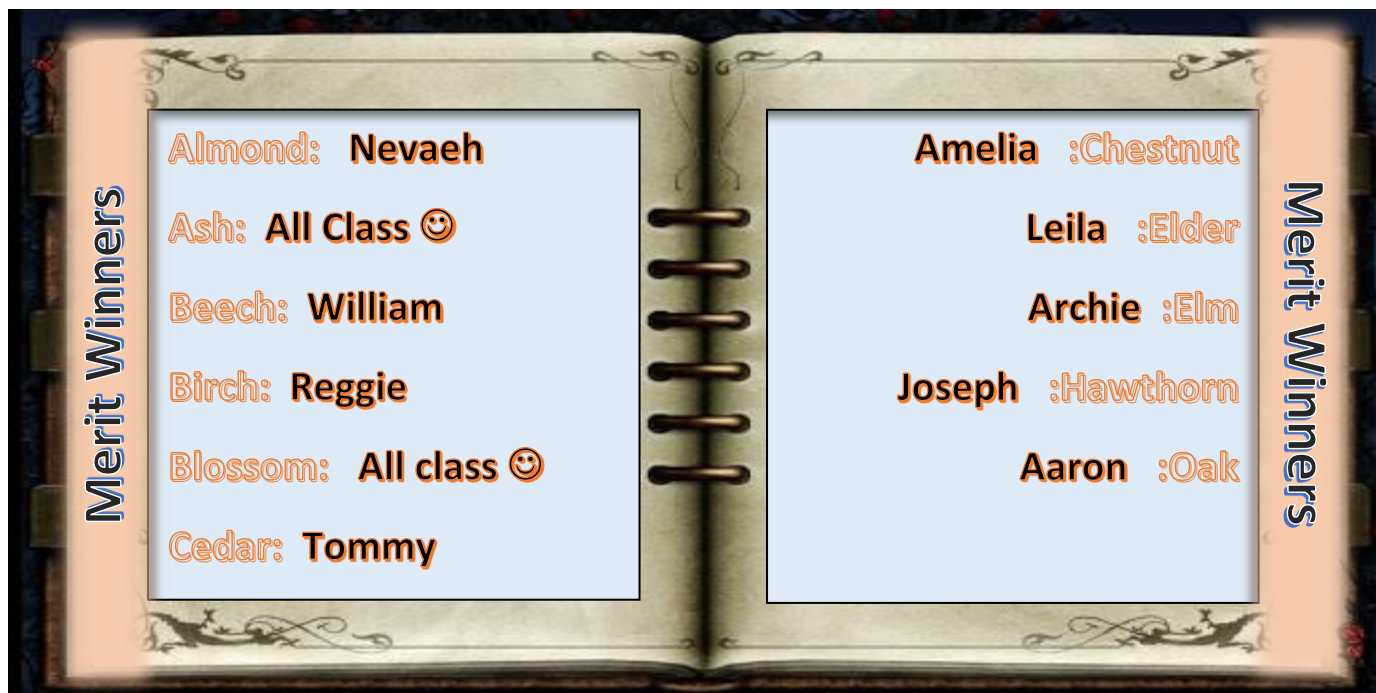 Merit Winners
Almond: Nevaeh
Ash: All Class ☺
Beech: William
Birch: Reggie
Blossom: All class ☺
Cedar: Tommy
Amelia :Chestnut
Leila :Elder
Archie :Elm
Joseph :Hawthorn
Aaron :Oak
Merit Winners